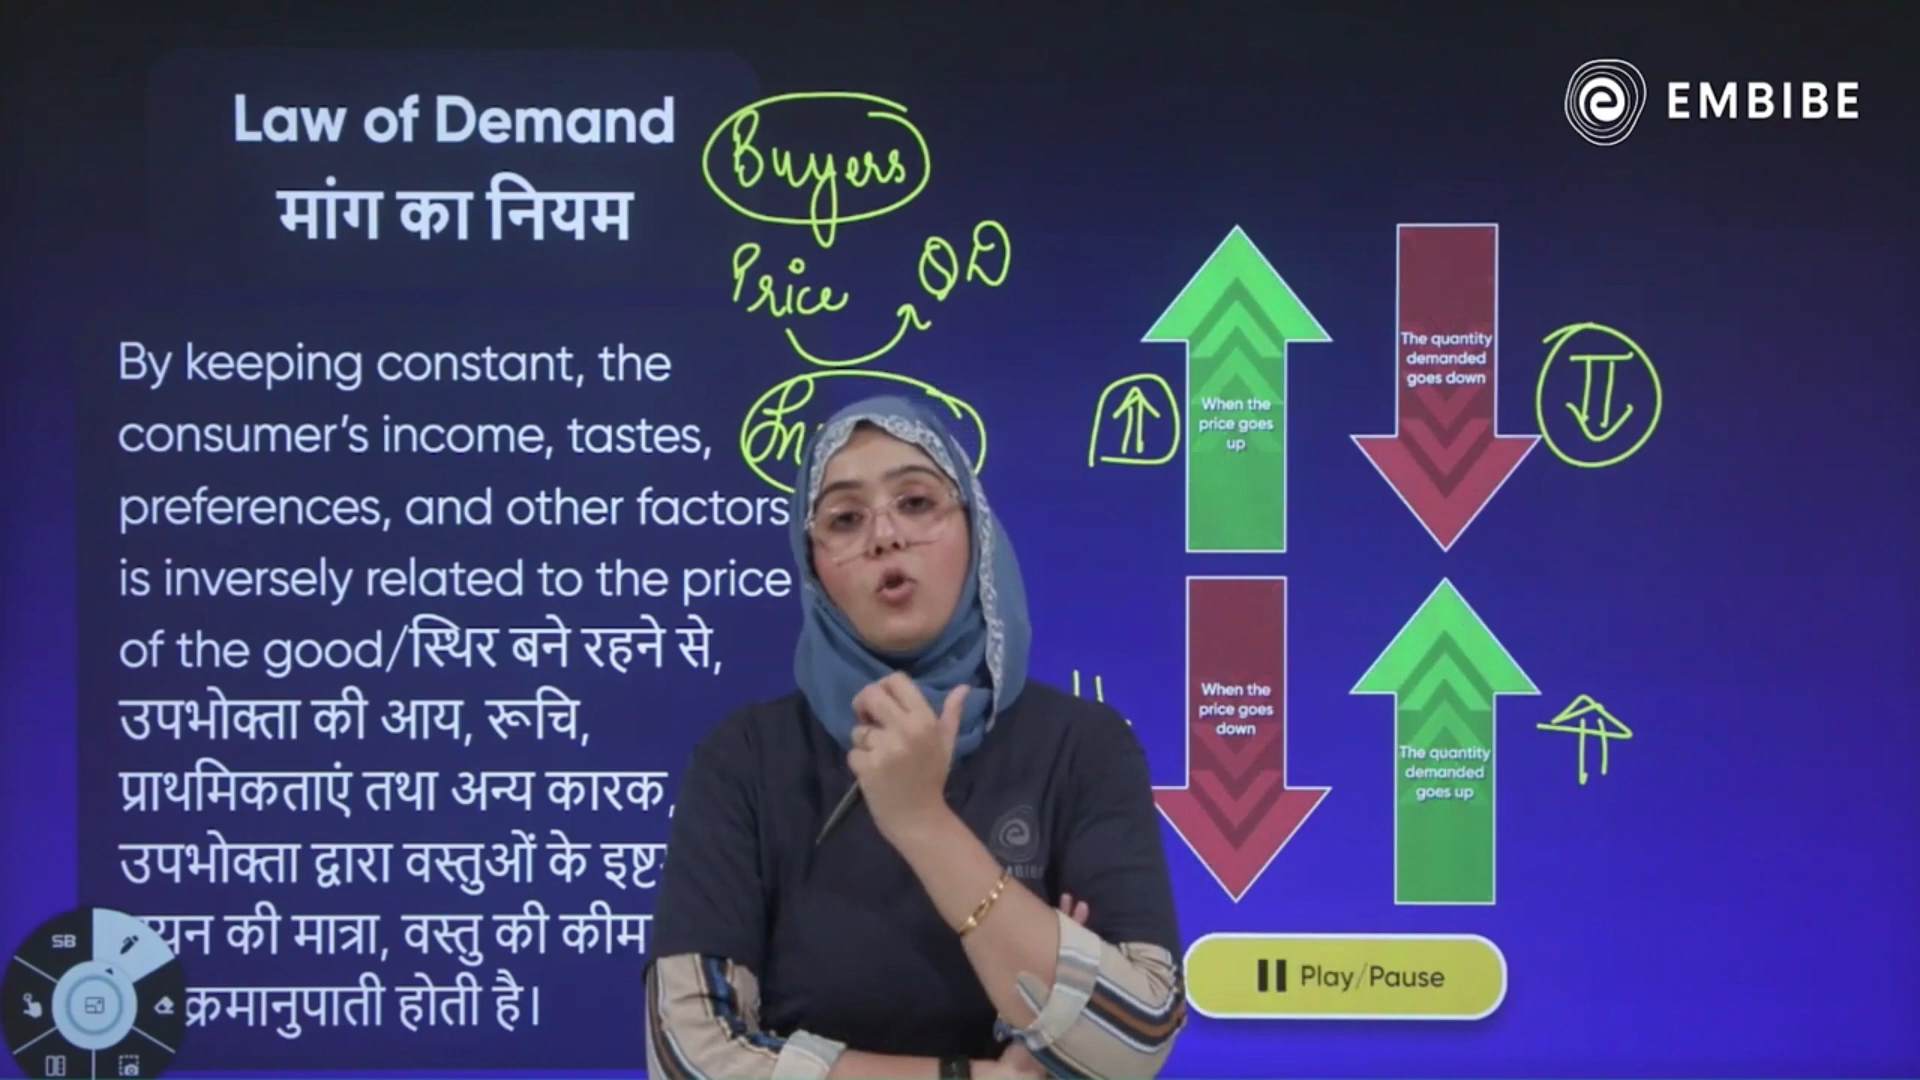 Law of Demand
मांग का नियम
By keeping constant, the
consumer's income, tastes,
preferences, and other factors
is inversely related to the price
of the good/स्थिर बने रहने से,
उपभोक्ता की आय, रूचि,
प्राथमिकताएं तथा अन्य कारक,
उपभोक्ता द्वारा वस्तुओं के
की मात्रा, वस्तु की
होती है।
Buyers
Price
QD
EMBIBE
When the
price goes
up
The quantity
demanded
goes down
When the
price goes
down
The quantity
demanded
goes up
Play/Pause
SB